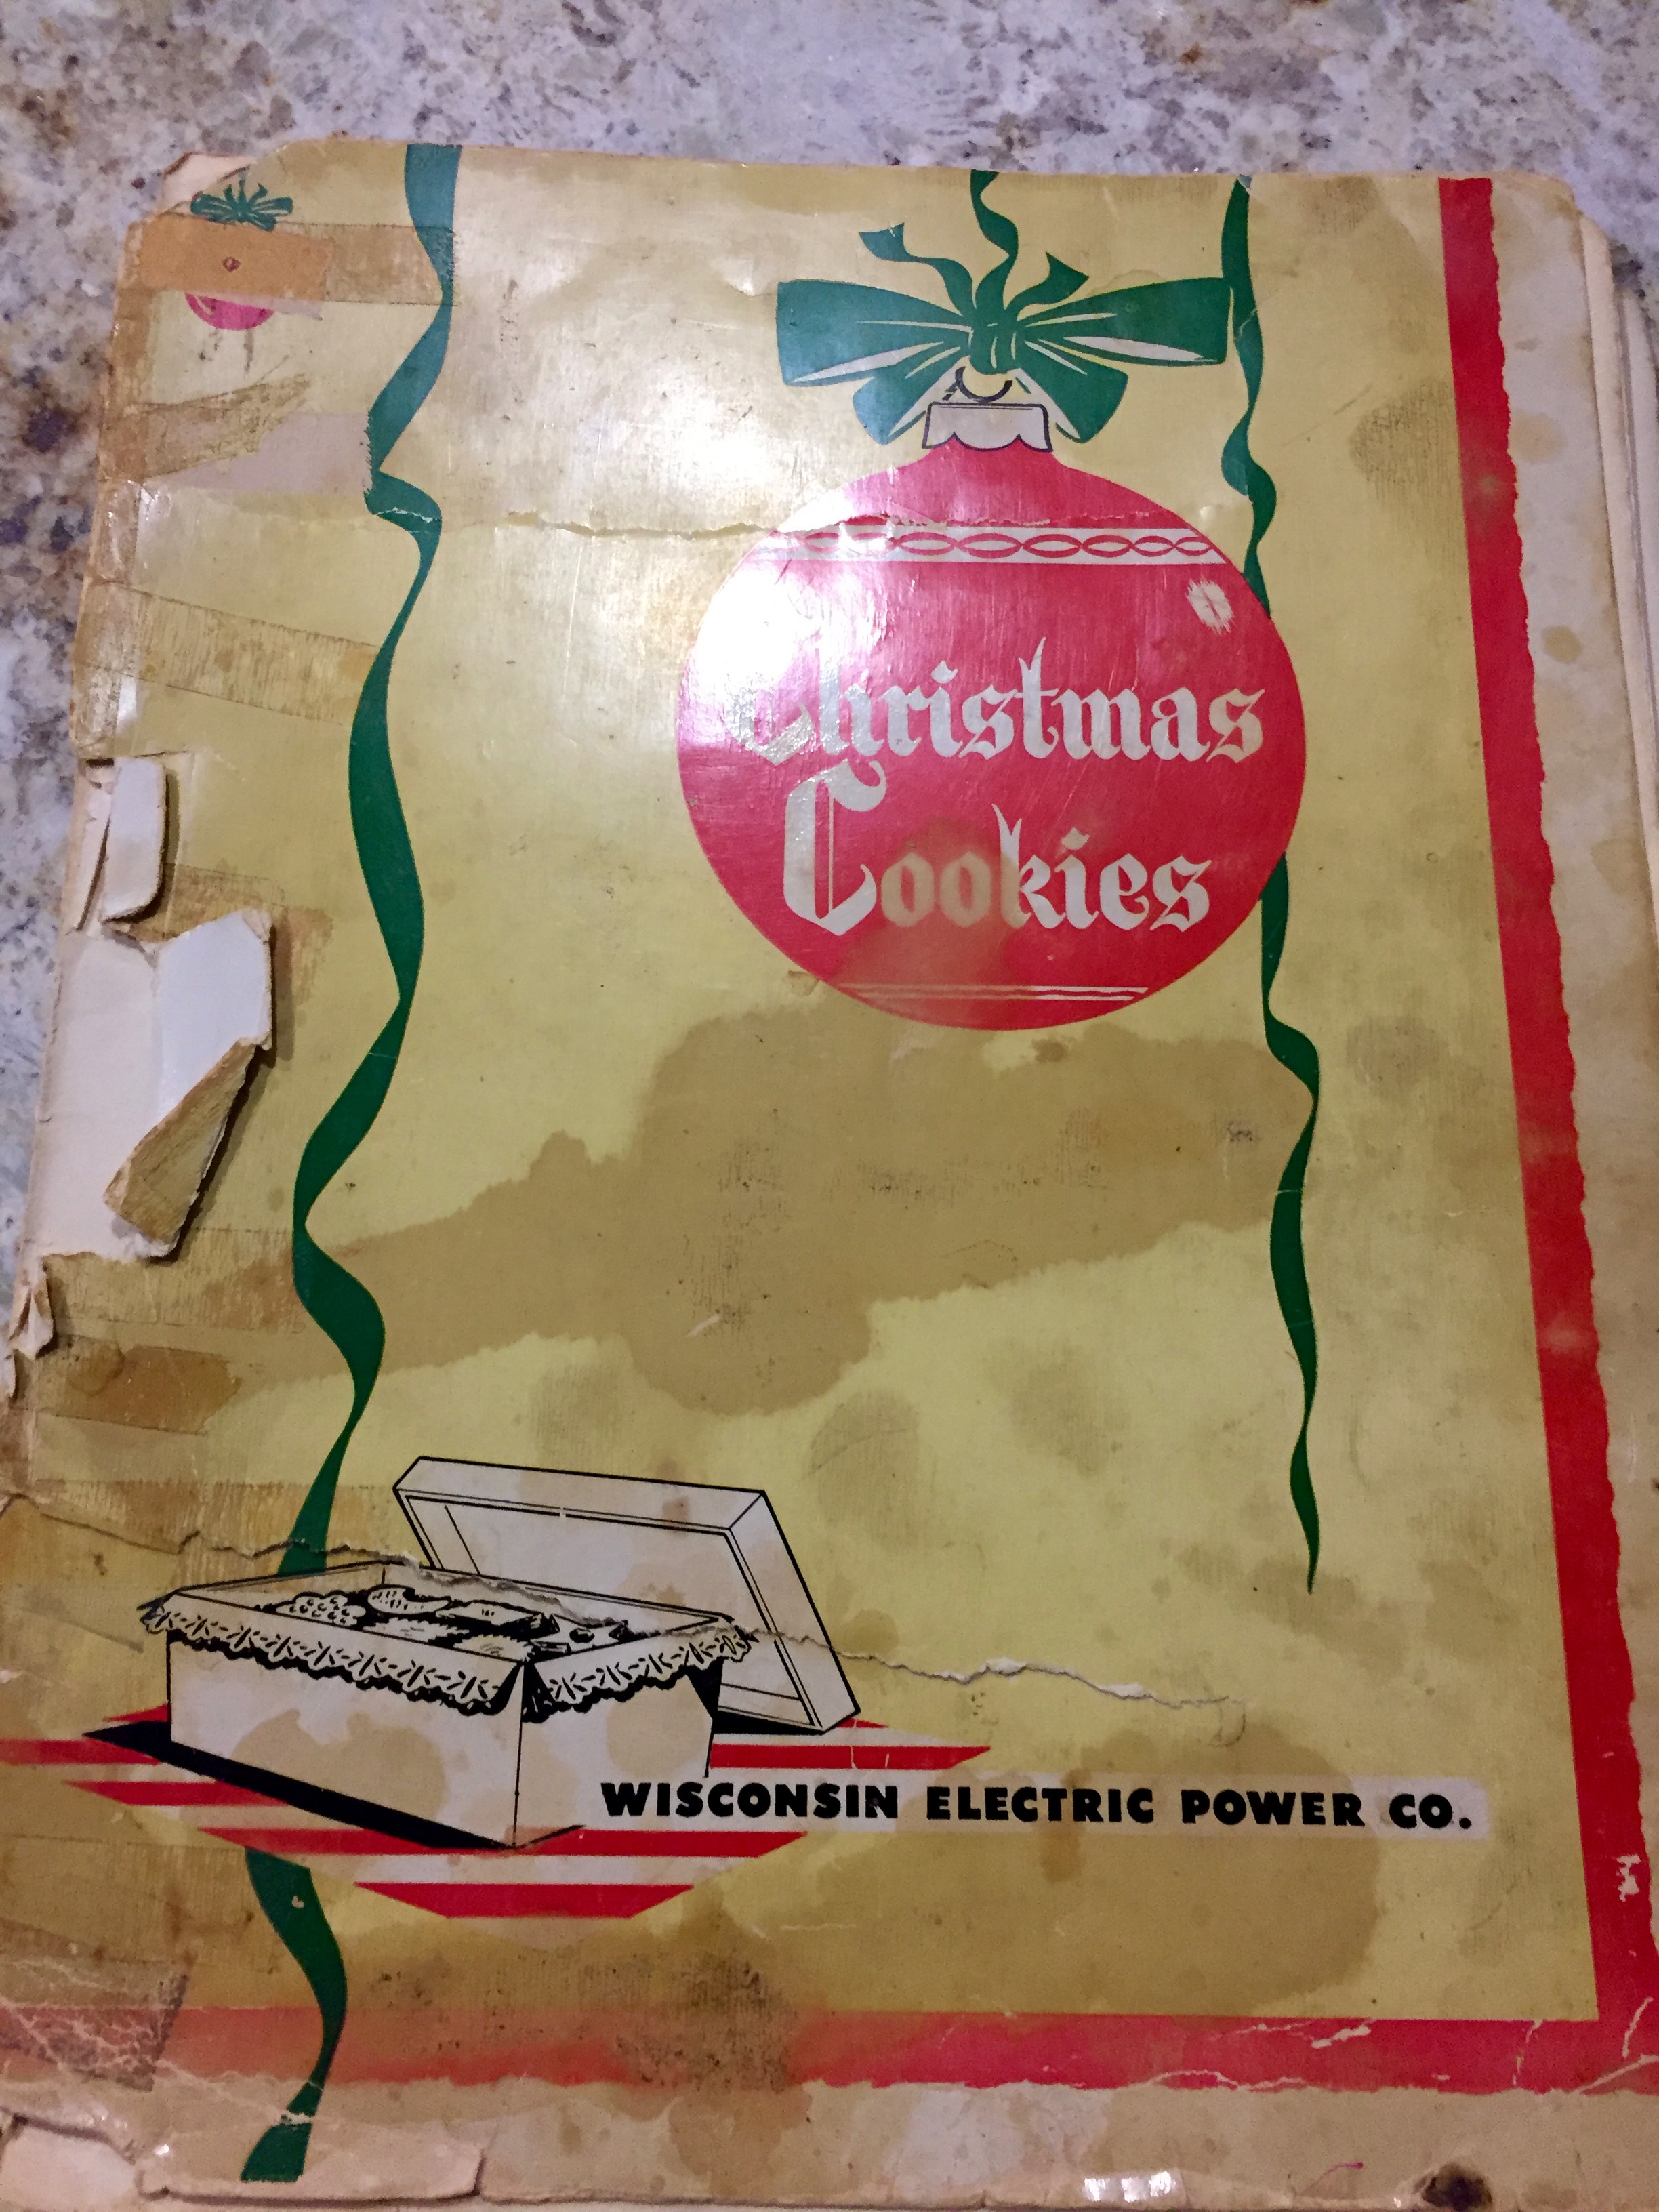 Christmas
Cookies
WISCONSIN ELECTRIC POWER CO.